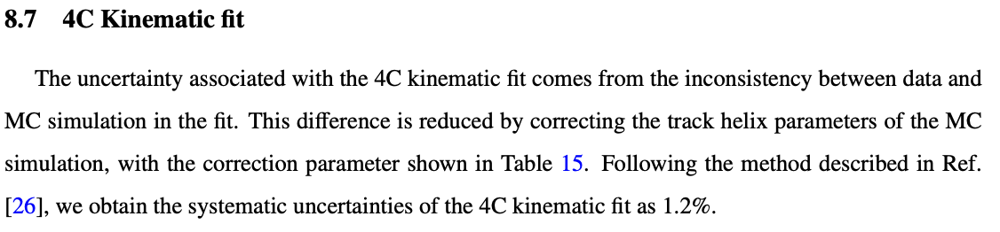 8.7 4C Kinematic fit
The uncertainty associated with the 4C kinematic fit comes from the inconsistency between data and
MC simulation in the fit. This difference is reduced by correcting the track helix parameters of the MC
simulation, with the correction parameter shown in Table 15. Following the method described in Ref.
[26], we obtain the systematic uncertainties of the 4C kinematic fit as 1.2%.